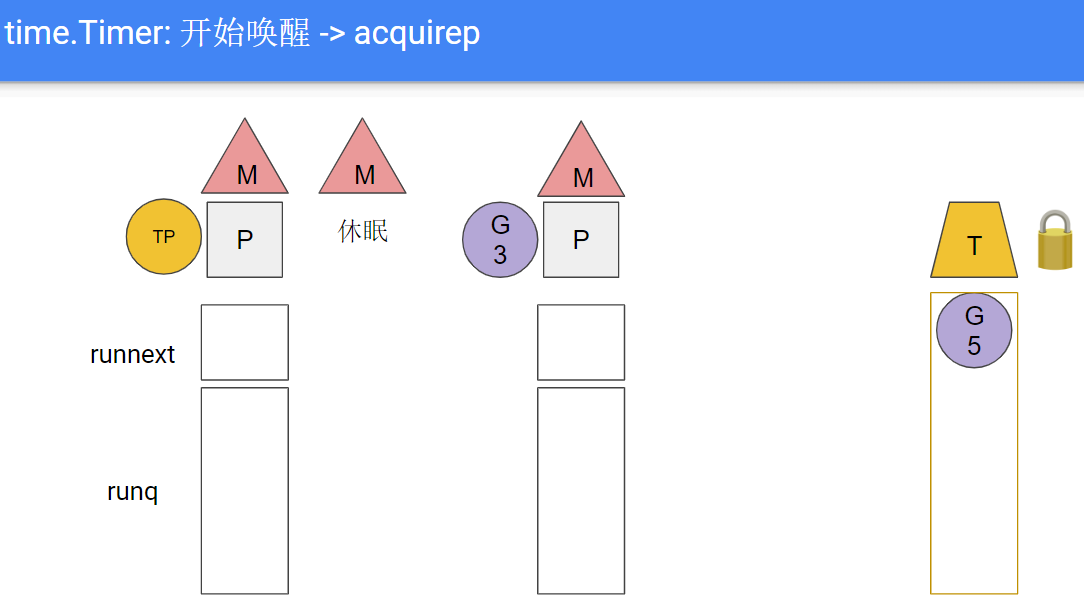 time.Timer: 开始唤醒 -> acquirep
M
M
M
TP
P
休眠
G
3
P
T
G
5
runnext
runq